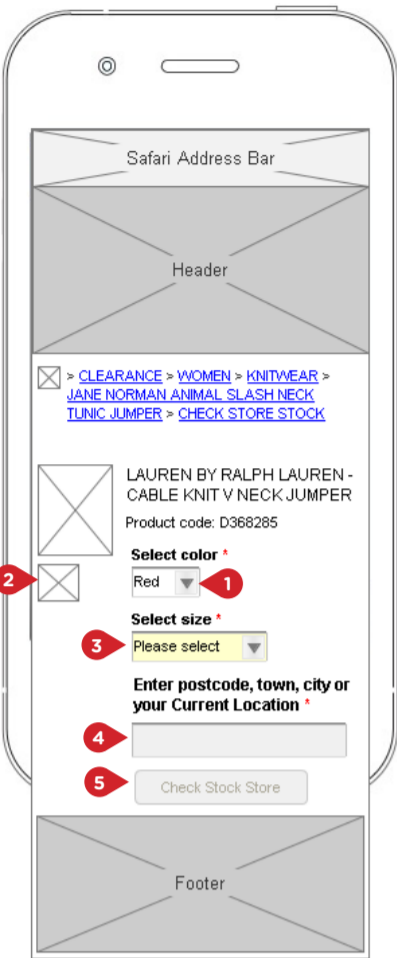 Safari Address Bar
Header
> CLEARANCE > WOMEN > KNITWEAR >
JANE NORMAN ANIMAL SLASH NECK
TUNIC JUMPER > CHECK STORE STOCK
LAUREN BY RALPH LAUREN -
CABLE KNIT V NECK JUMPER
Product code: D368285
Select color *
2
Red
1
Select size *
3
Please select
Enter postcode, town, city or
your Current Location *
4
5
Check Stock Store
Footer